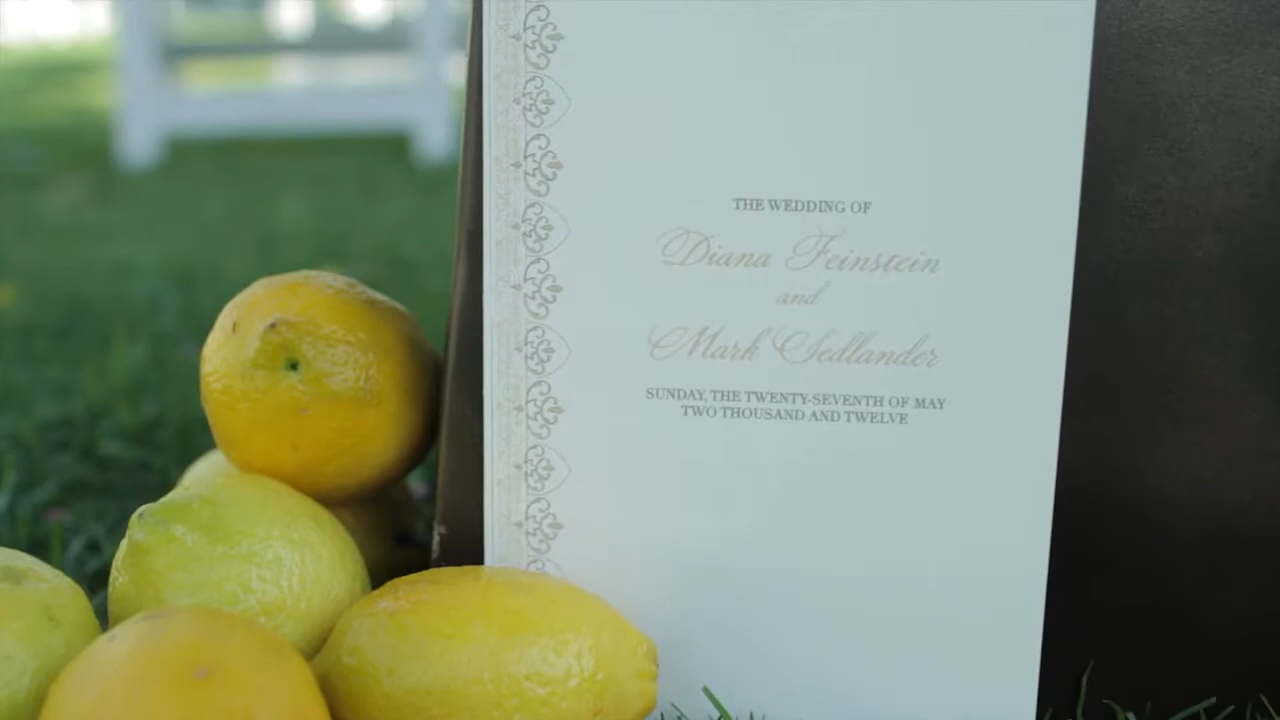 THE WEDDING OF
Diana Feinstein
and
Mark Sedlander
SUNDAY, THE TWENTY-SEVENTH OF MAY
TWO THOUSAND AND TWELVE